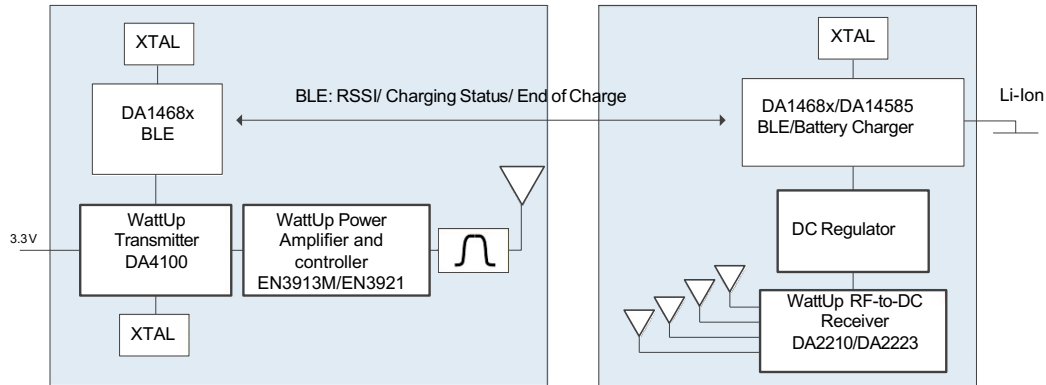 XTAL
DA1468x
BLE
BLE: RSSI/ Charging Status/ End of Charge
WattUp
Transmitter
DA4100
WattUp Power
Amplifier and
controller
EN3913M/EN3921
3.3V
XTAL
XTAL
DA1468x/DA14585
BLE/Battery Charger
Li-Ion
DC Regulator
WattUp RF-to-DC
Receiver
DA2210/DA2223